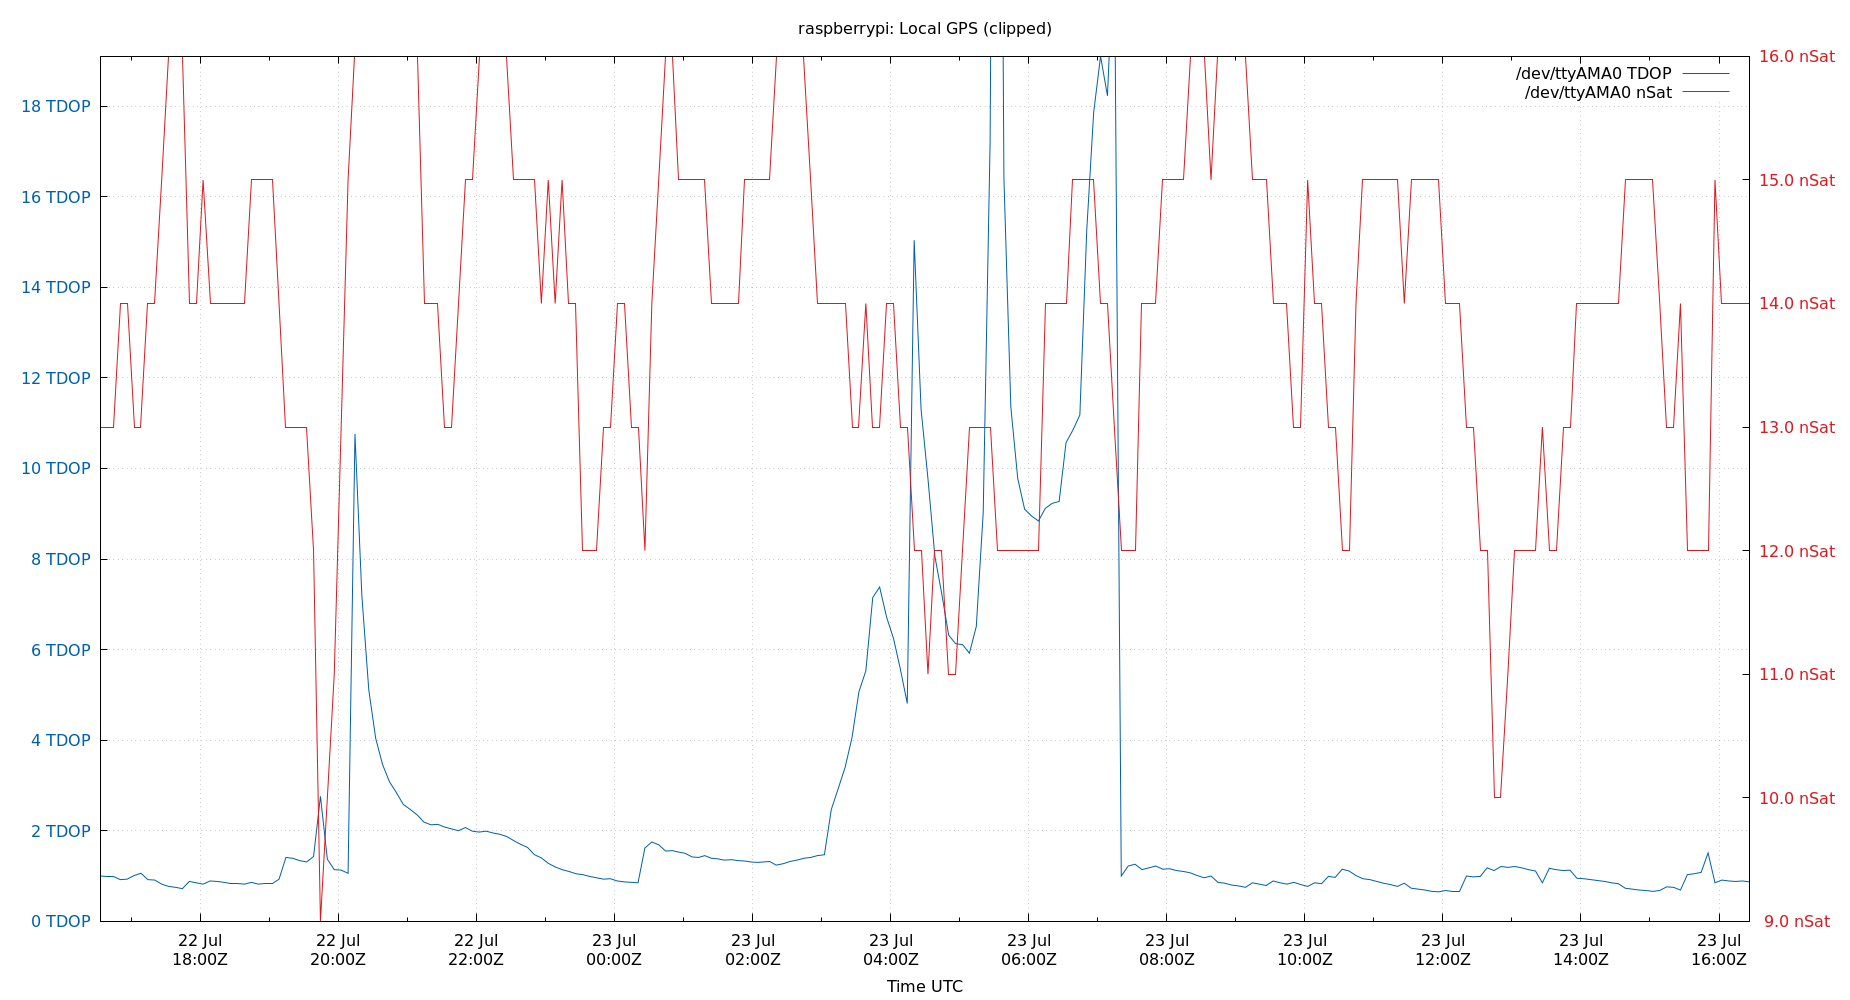 raspberrypi: Local GPS (clipped)
/dev/ttyAMA0 TDOP
/dev/ttyAMA0 nSat
18 TDOP
16 TDOP
14 TDOP
12 TDOP
10 TDOP
8 TDOP
6 TDOP
4 TDOP
2 TDOP
0 TDOP
16.0 nSat
15.0 nSat
14.0 nSat
13.0 nSat
12.0 nSat
11.0 nSat
10.0 nSat
9.0 nSat
22 Jul 22 Jul 22 Jul 23 Jul 23 Jul 23 Jul 23 Jul 23 Jul 23 Jul 23 Jul 23 Jul 23 Jul
18:00Z 20:00Z 22:00Z 00:00Z 02:00Z 04:00Z 06:00Z 08:00Z 10:00Z 12:00Z 14:00Z 16:00Z
Time UTC